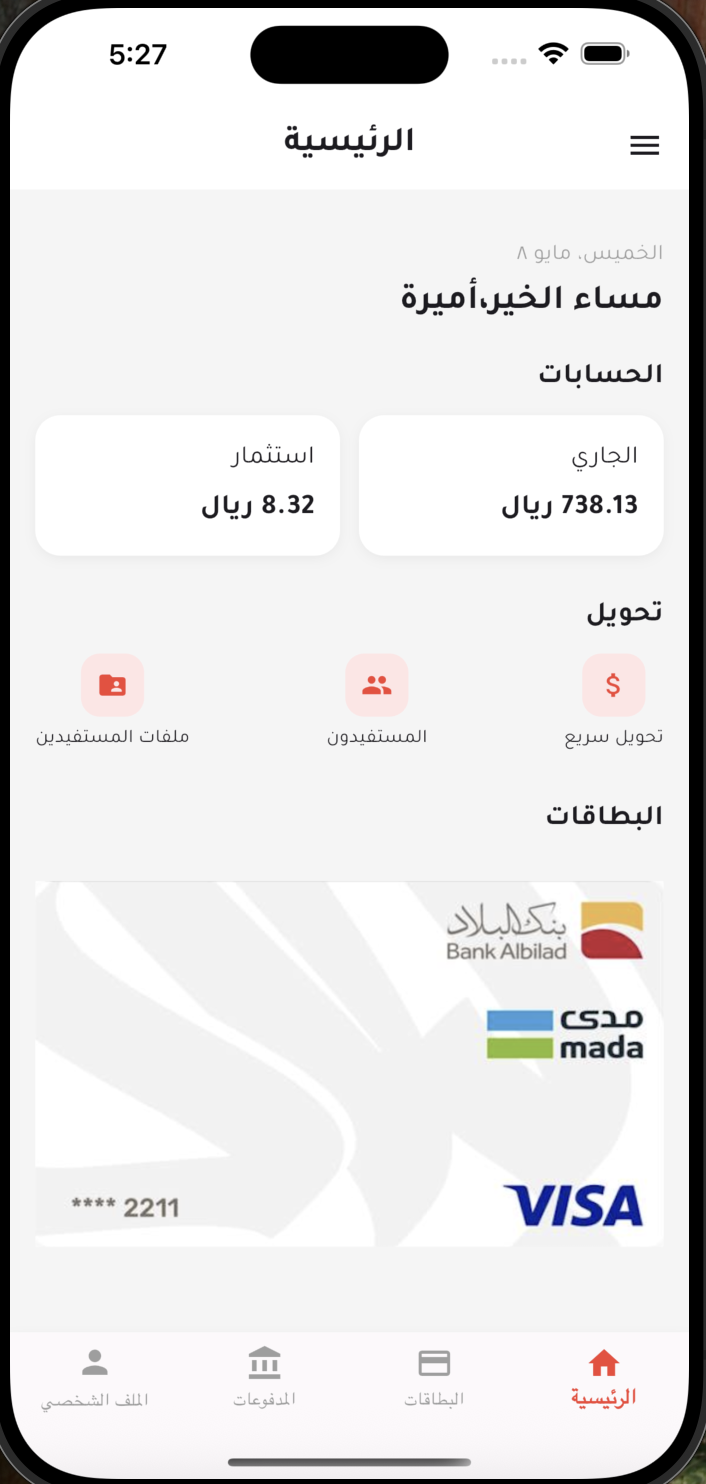 5:27
الرئيسية
الخميس، مايو ٨
مساء الخير،أميرة
الحسابات
الجاري
738.13 ريال
استثمار
8.32 ريال
تحويل
تحويل سريع
المستفيدون
ملفات المستفيدين
البطاقات
بنك البلاد
Bank Albilad
مدى
mada
**** 2211
VISA
الرئيسية
البطاقات
المدفوعات
الملف الشخصي